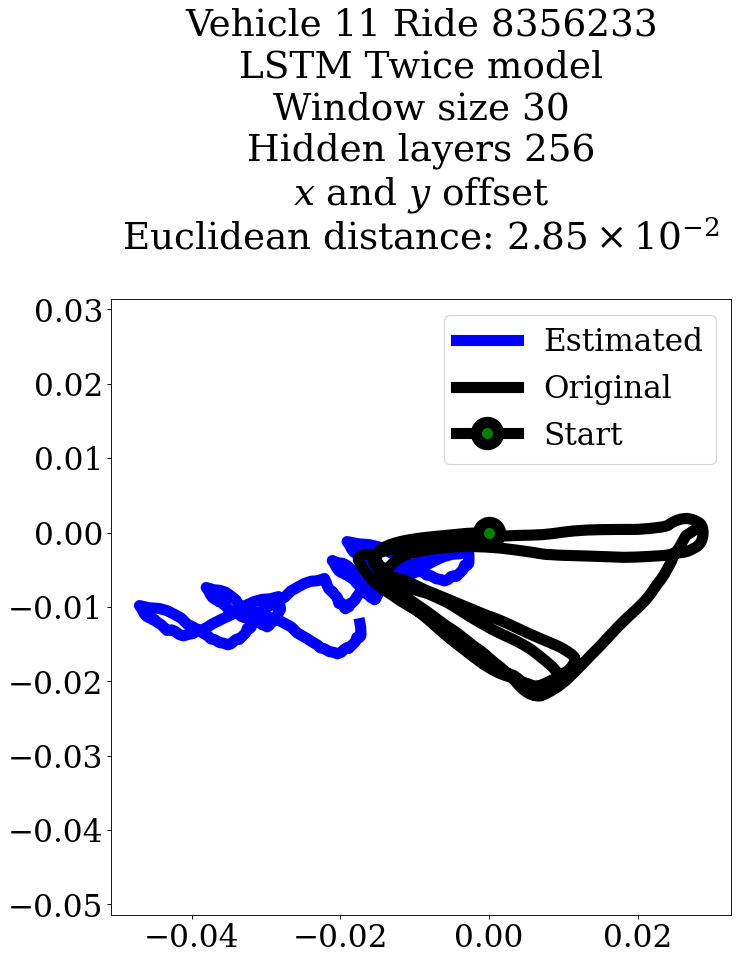 Vehicle 11 Ride 8356233
LSTM Twice model
Window size 30
Hidden layers 256
x and y offset
Euclidean distance: 2.85 × 10⁻²
0.03
Estimated
0.02
Original
0.01
Start
0.00
−0.01
−0.02
−0.03
−0.04
−0.05
−0.04 −0.02 0.00 0.02